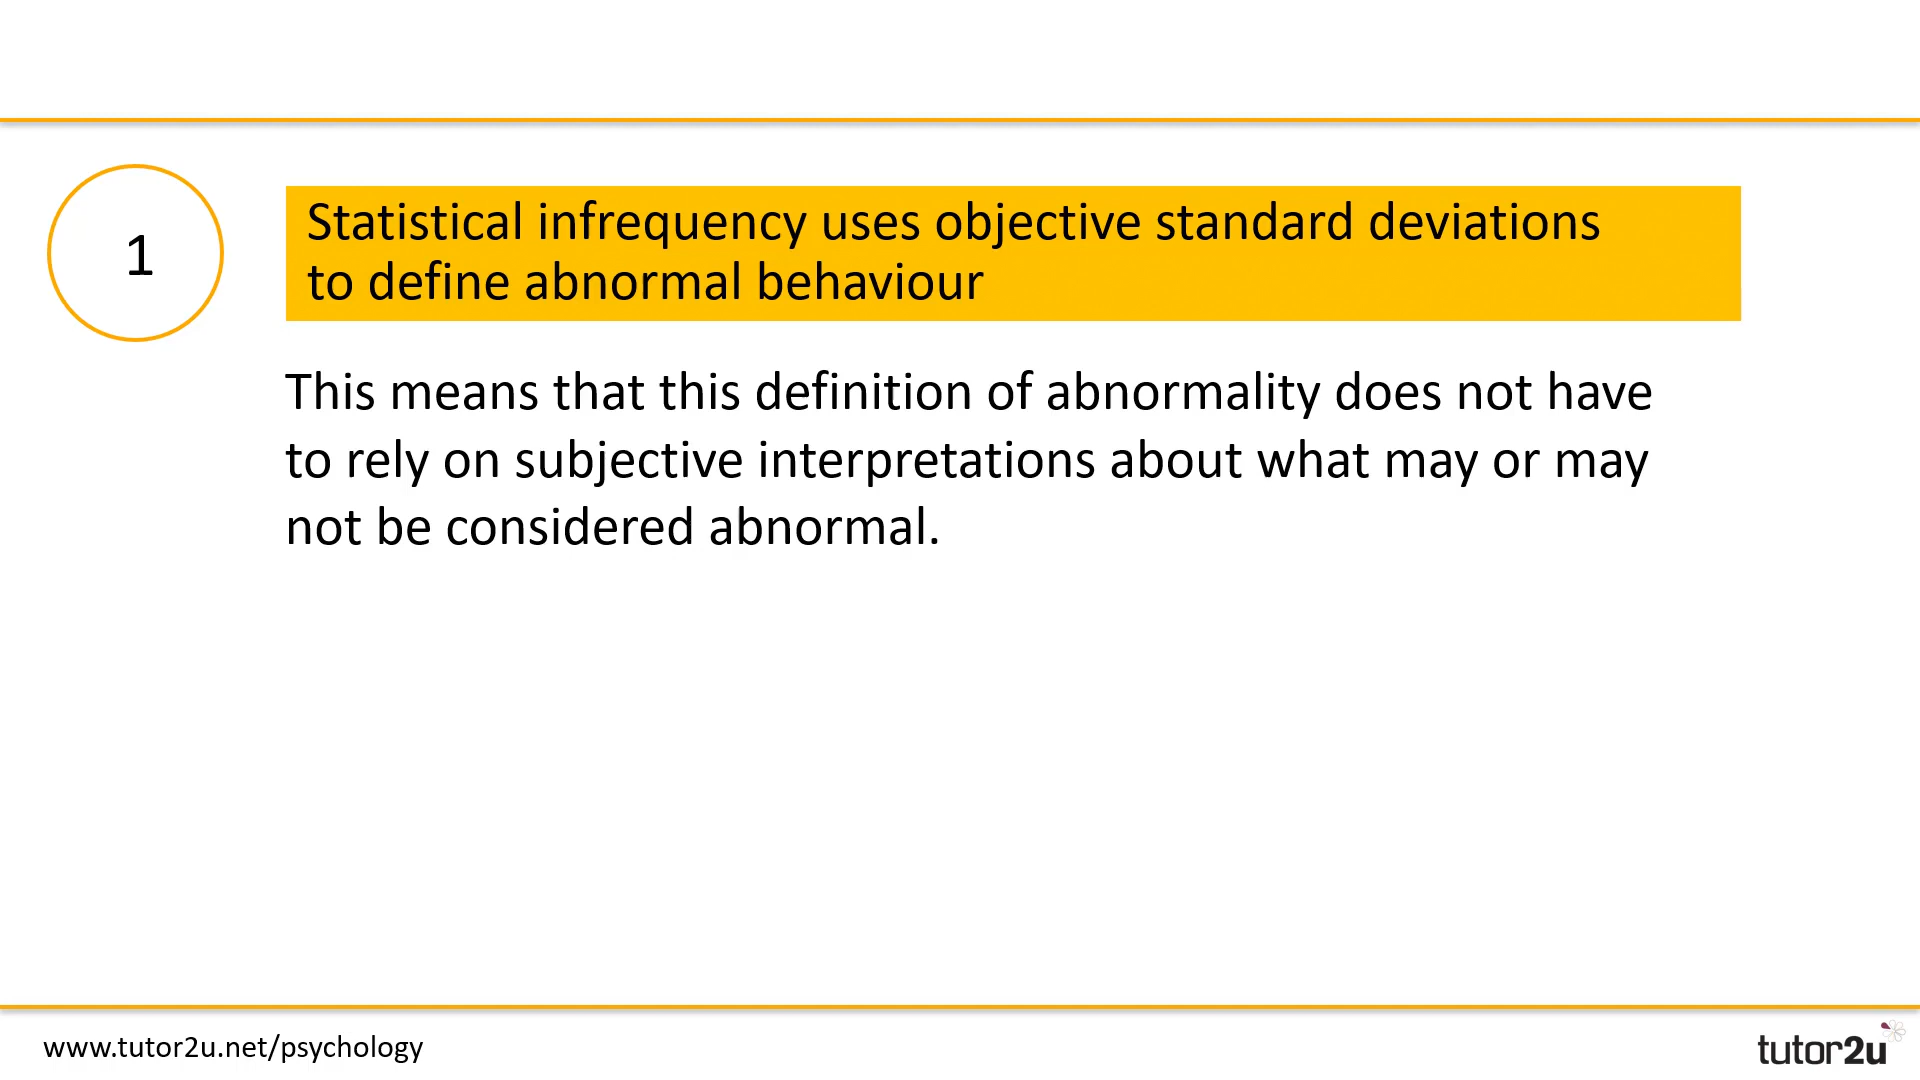 1
Statistical infrequency uses objective standard deviations
to define abnormal behaviour
This means that this definition of abnormality does not have
to rely on subjective interpretations about what may or may
not be considered abnormal.
www.tutor2u.net/psychology
tutor2u